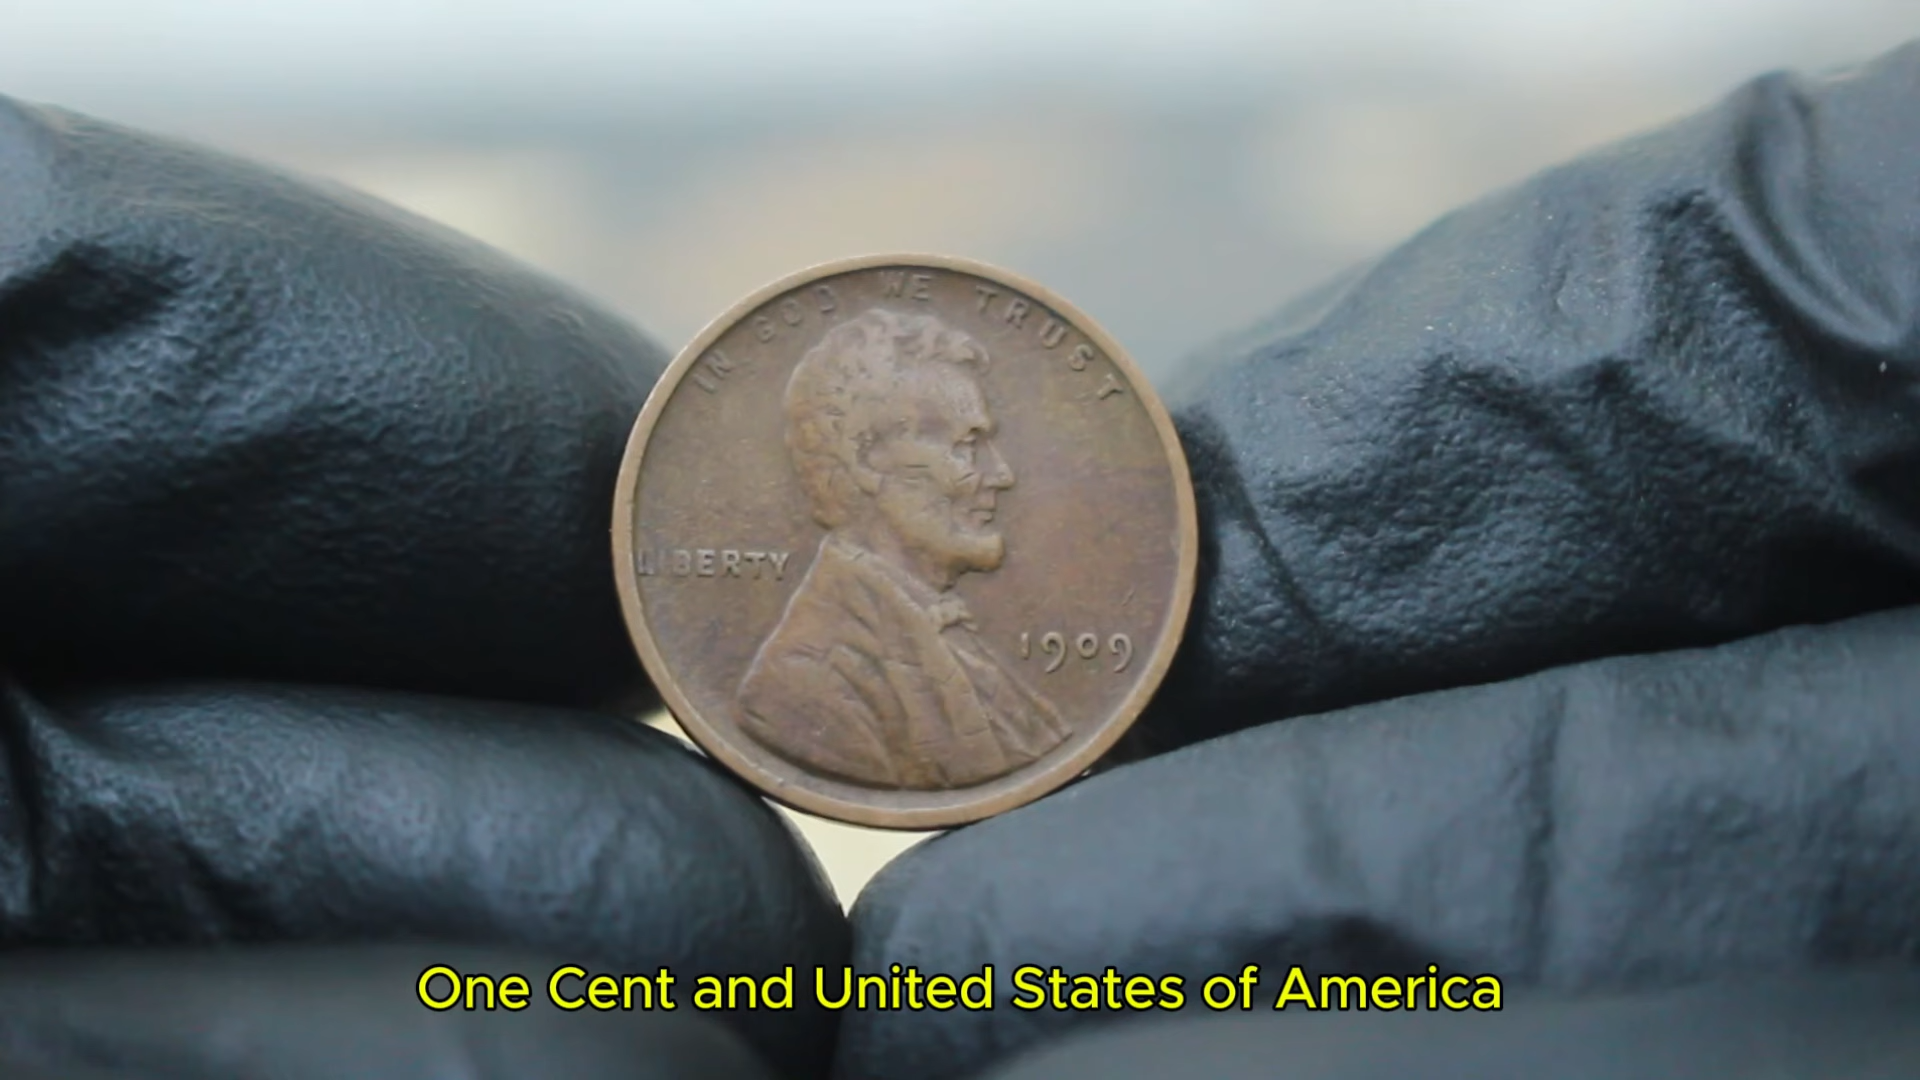 IN GOD WE TRUST
LIBERTY
1909
One Cent and United States of America